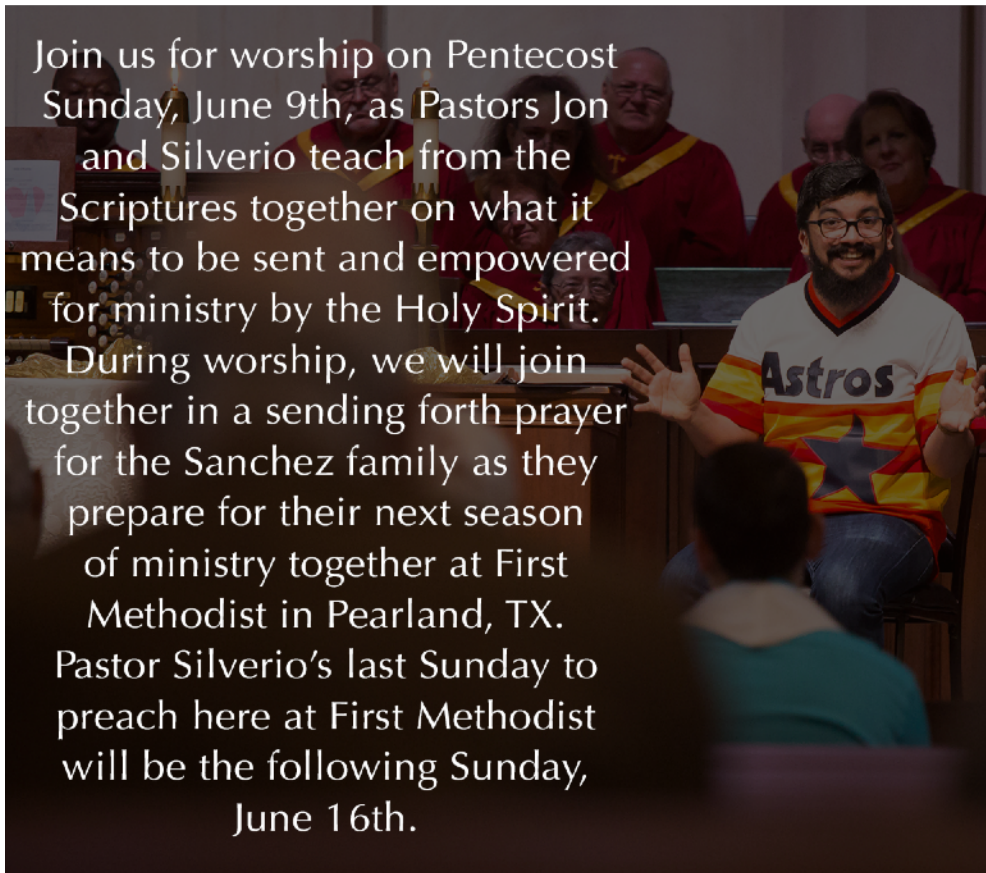 Join us for worship on Pentecost
Sunday, June 9th, as Pastors Jon
and Silverio teach from the
Scriptures together on what it
means to be sent and empowered
for ministry by the Holy Spirit.
During worship, we will join
together in a sending forth prayer
for the Sanchez family as they
prepare for their next season
of ministry together at First
Methodist in Pearland, TX.
Pastor Silverio’s last Sunday to
preach here at First Methodist
will be the following Sunday,
June 16th.
Astros